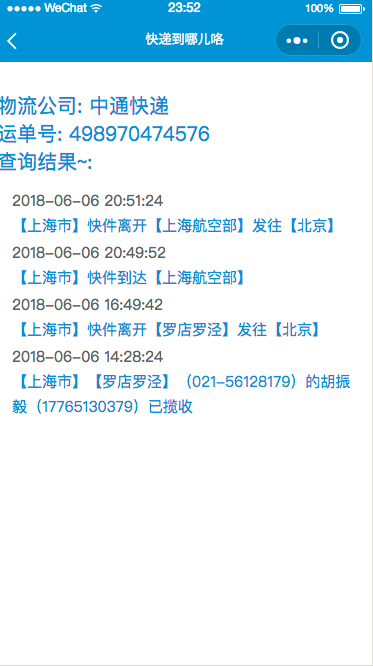 WeChat 23:52 100%
快递到哪儿咯
物流公司: 中通快递
运单号: 498970474576
查询结果~:
2018-06-06 20:51:24
【上海市】快件离开【上海航空部】发往【北京】
2018-06-06 20:49:52
【上海市】快件到达【上海航空部】
2018-06-06 16:49:42
【上海市】快件离开【罗店罗泾】发往【北京】
2018-06-06 14:28:24
【上海市】【罗店罗泾】（021-56128179）的胡振
毅（17765130379）已揽收